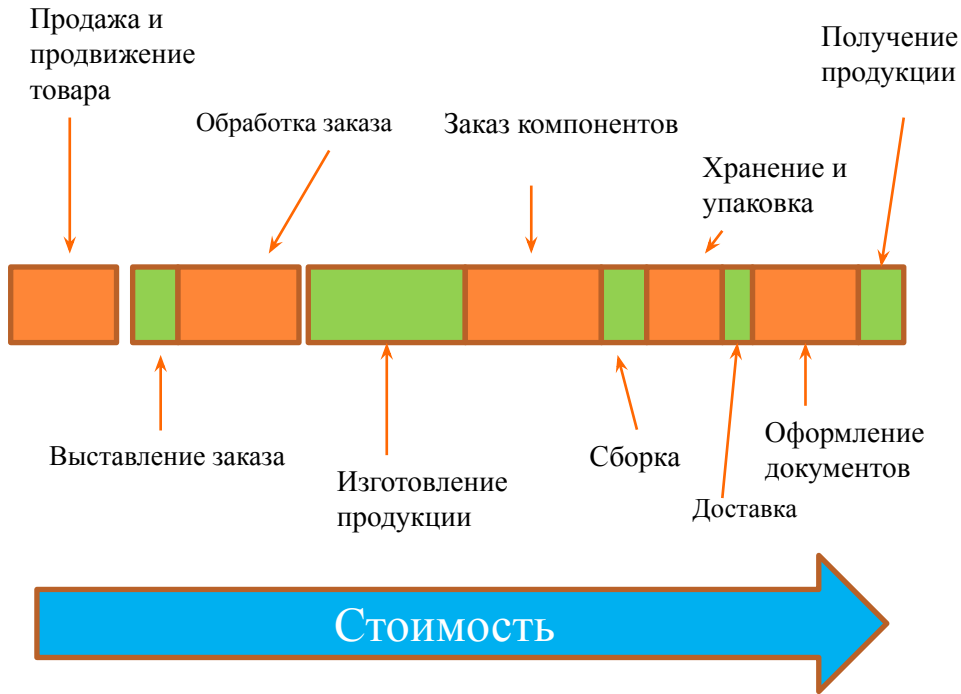 Продажа и
продвижение
товара
Обработка заказа
Заказ компонентов
Хранение и
упаковка
Получение
продукции
Выставление заказа
Изготовление
продукции
Сборка
Доставка
Оформление
документов
Стоимость